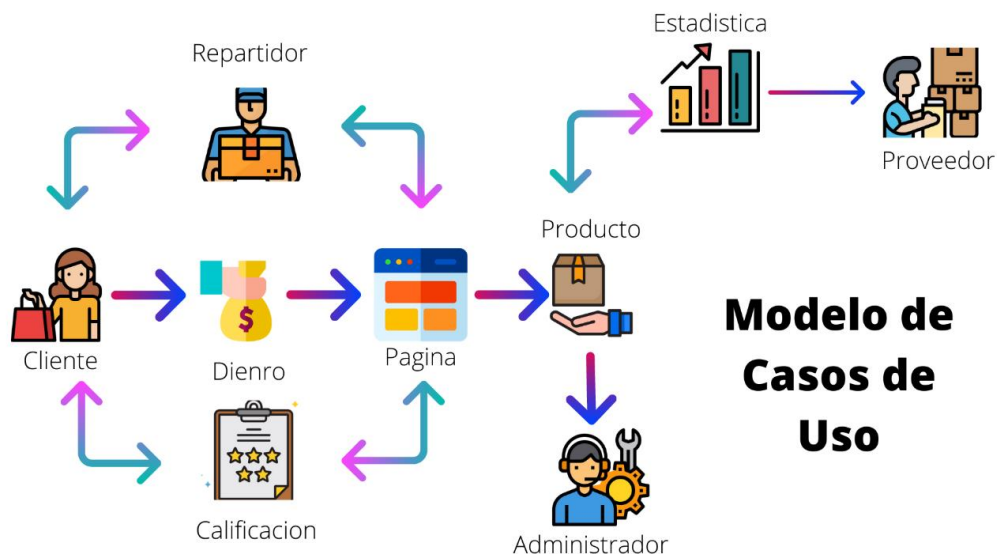 Estadistica
Repartidor
Proveedor
Producto
Cliente
Dienro
Pagina
Modelo de
Casos de
Uso
Calificacion
Administrador